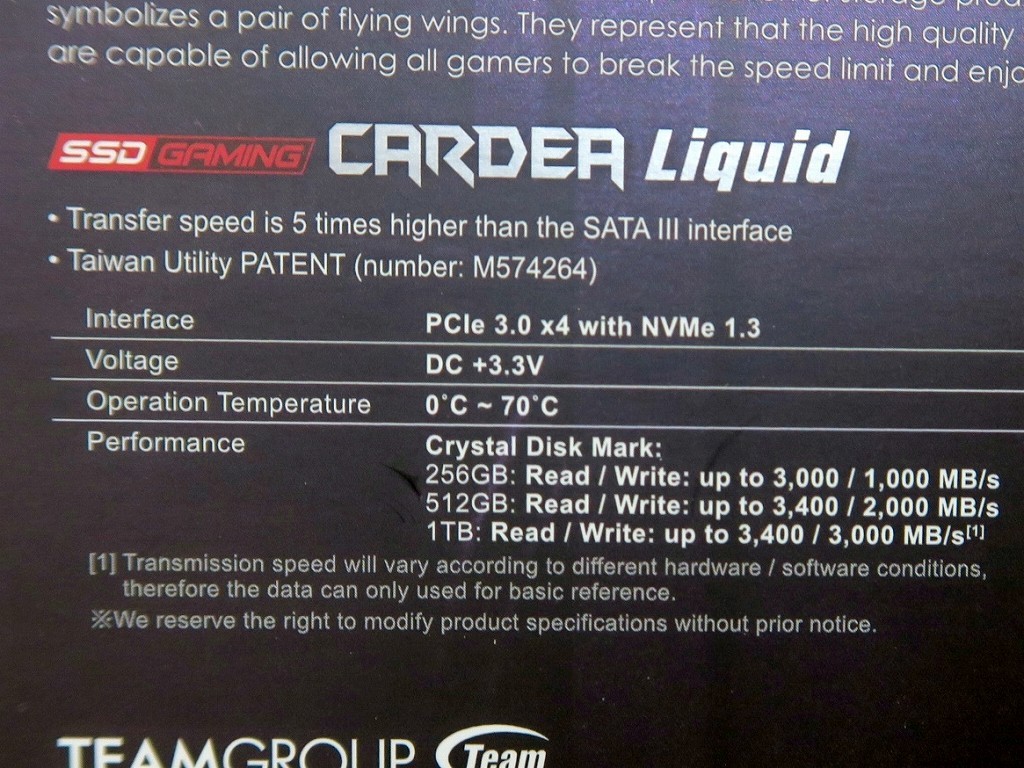 symbolizes a pair of flying wings. They represent that the high quality
are capable of allowing all gamers to break the speed limit and enjo
SSD GAMING CARDEA Liquid
• Transfer speed is 5 times higher than the SATA III interface
• Taiwan Utility PATENT (number: M574264)
Interface PCIe 3.0 x4 with NVMe 1.3
Voltage DC +3.3V
Operation Temperature 0˚C ~ 70˚C
Performance Crystal Disk Mark:
256GB: Read / Write: up to 3,000 / 1,000 MB/s
512GB: Read / Write: up to 3,400 / 2,000 MB/s
1TB: Read / Write: up to 3,400 / 3,000 MB/s[1]
[1] Transmission speed will vary according to different hardware / software conditions,
therefore the data can only used for basic reference.
※We reserve the right to modify product specifications without prior notice.
TEAMGROUP Team